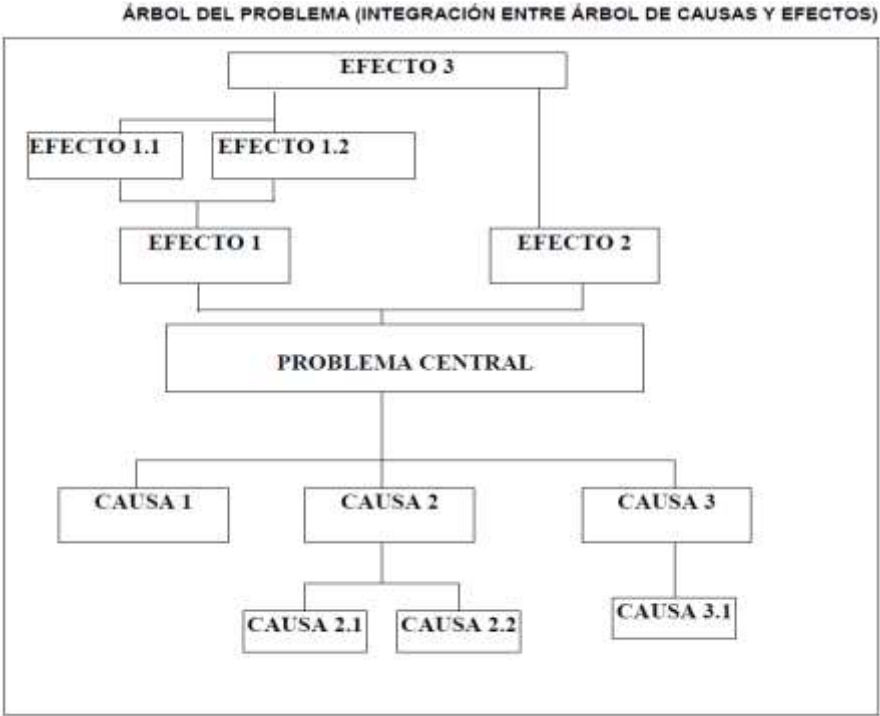 ÁRBOL DEL PROBLEMA (INTEGRACIÓN ENTRE ÁRBOL DE CAUSAS Y EFECTOS)
EFECTO 3
EFECTO 1.1
EFECTO 1.2
EFECTO 1
EFECTO 2
PROBLEMA CENTRAL
CAUSA 1
CAUSA 2
CAUSA 3
CAUSA 2.1
CAUSA 2.2
CAUSA 3.1